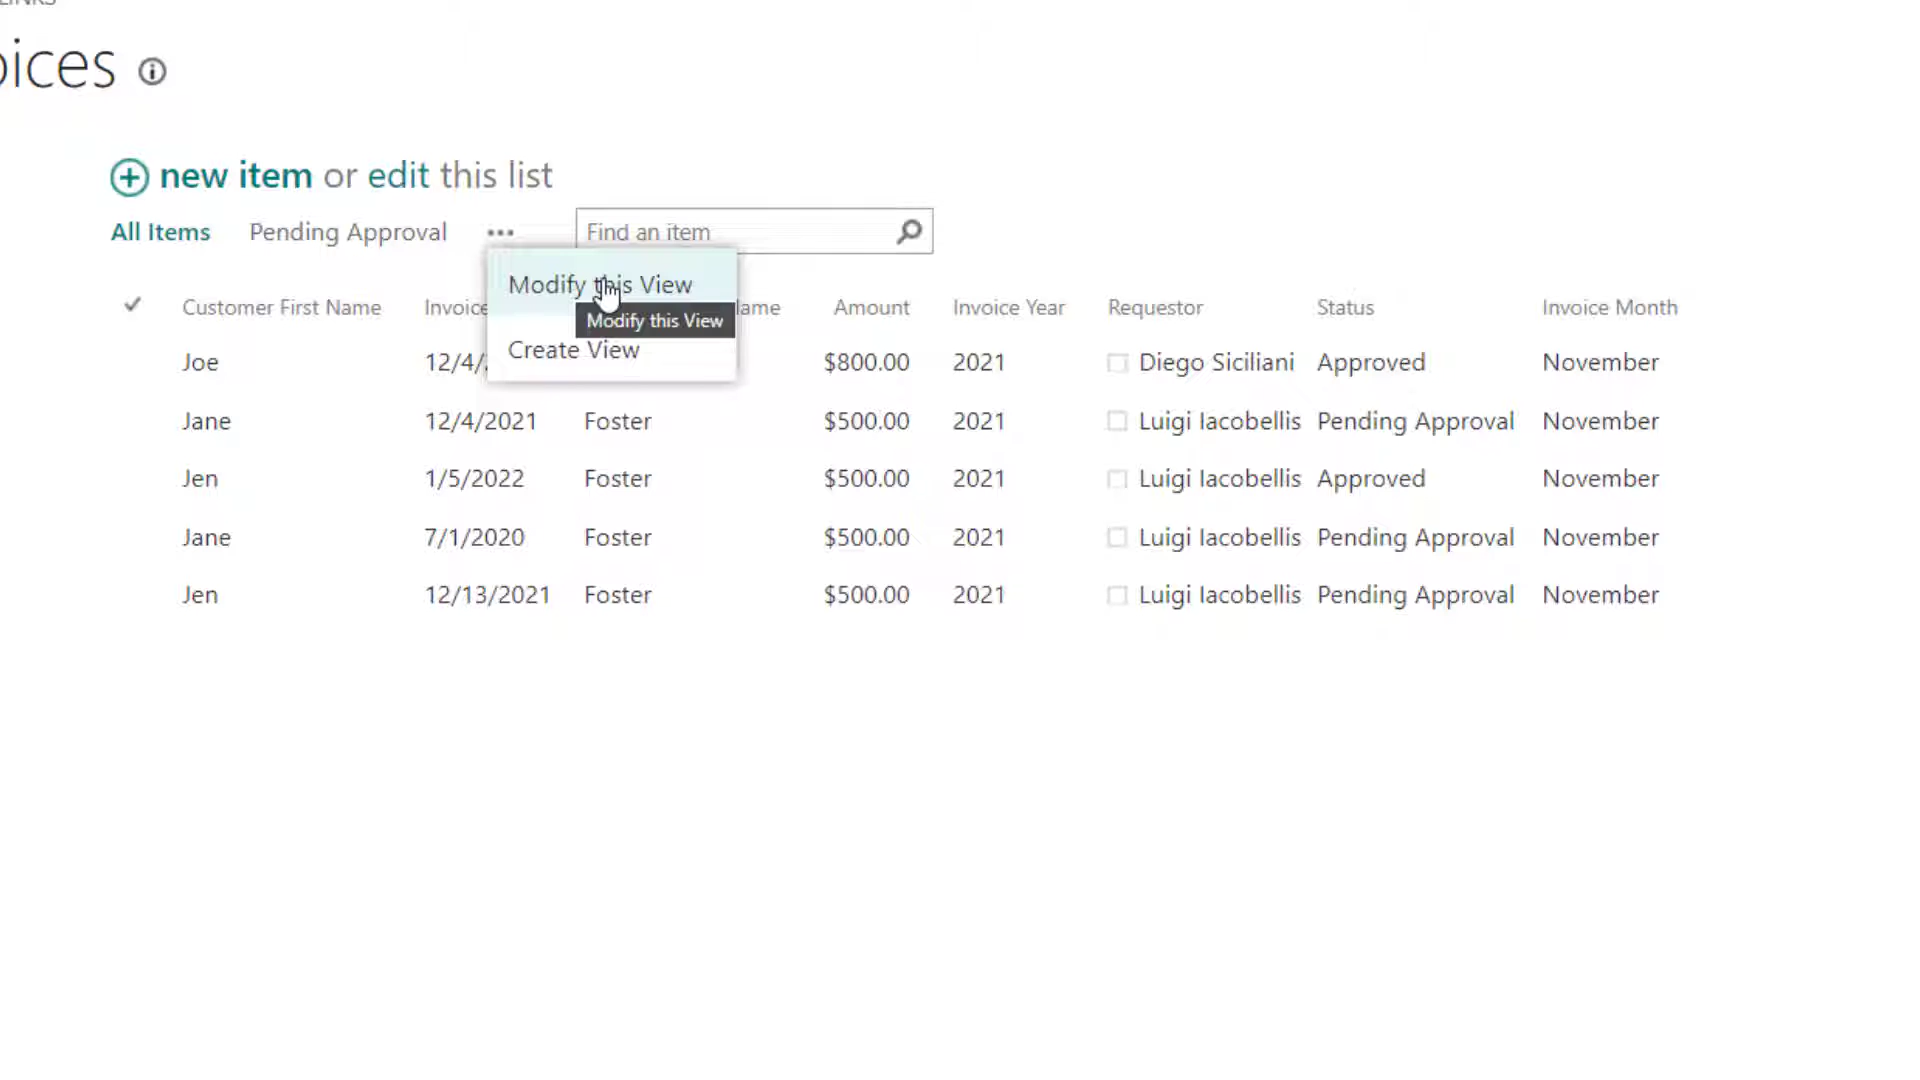 oices
new item or edit this list
All Items Pending Approval ••• Find an item
Modify this View
Modify this View
Create View
Customer First Name Invoice ame Amount Invoice Year Requestor Status Invoice Month
Joe 12/4/ $800.00 2021 Diego Siciliani Approved November
Jane 12/4/2021 Foster $500.00 2021 Luigi Iacobellis Pending Approval November
Jen 1/5/2022 Foster $500.00 2021 Luigi Iacobellis Approved November
Jane 7/1/2020 Foster $500.00 2021 Luigi Iacobellis Pending Approval November
Jen 12/13/2021 Foster $500.00 2021 Luigi Iacobellis Pending Approval November